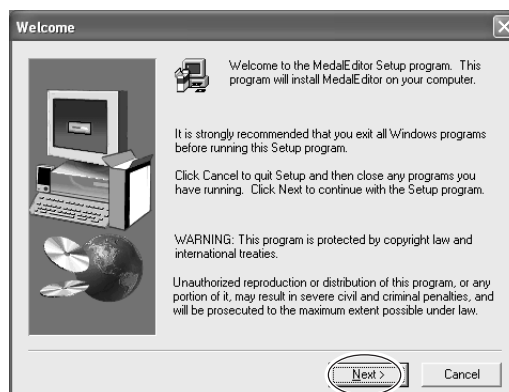 Welcome
Welcome to the MedalEditor Setup program. This
program will install MedalEditor on your computer.
It is strongly recommended that you exit all Windows programs
before running this Setup program.
Click Cancel to quit Setup and then close any programs you
have running. Click Next to continue with the Setup program.
WARNING: This program is protected by copyright law and
international treaties.
Unauthorized reproduction or distribution of this program, or any
portion of it, may result in severe civil and criminal penalties, and
will be prosecuted to the maximum extent possible under law.
Next >
Cancel